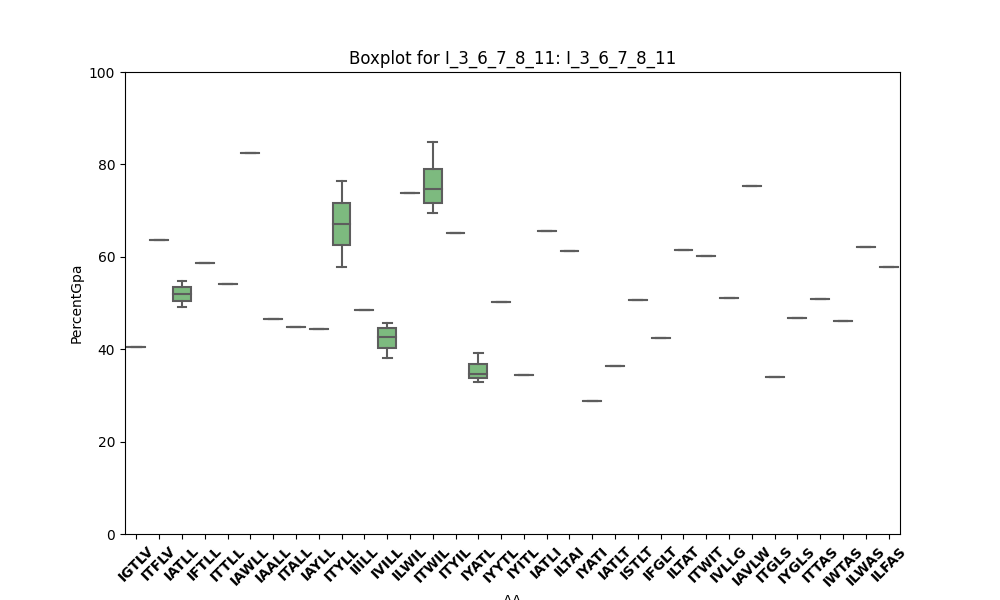 Boxplot for I_3_6_7_8_11: I_3_6_7_8_11
PercentGpa
100
80
60
40
20
0
IGTLV
ITFLV
IATLL
IFTLL
ITTLL
IAWLL
IAALL
ITALL
IAYLL
ITYLL
IIILL
IVILL
ILWIL
ITWIL
ITYIL
IYATL
IYYTL
IYITL
IATLI
ILTAI
IYATI
IATLT
ISTLT
IFGLT
ILTAT
ITWIT
IVLLG
IAVLW
ITGLS
IYGLS
ITTAS
IWTAS
ILWAS
ILFAS
AA